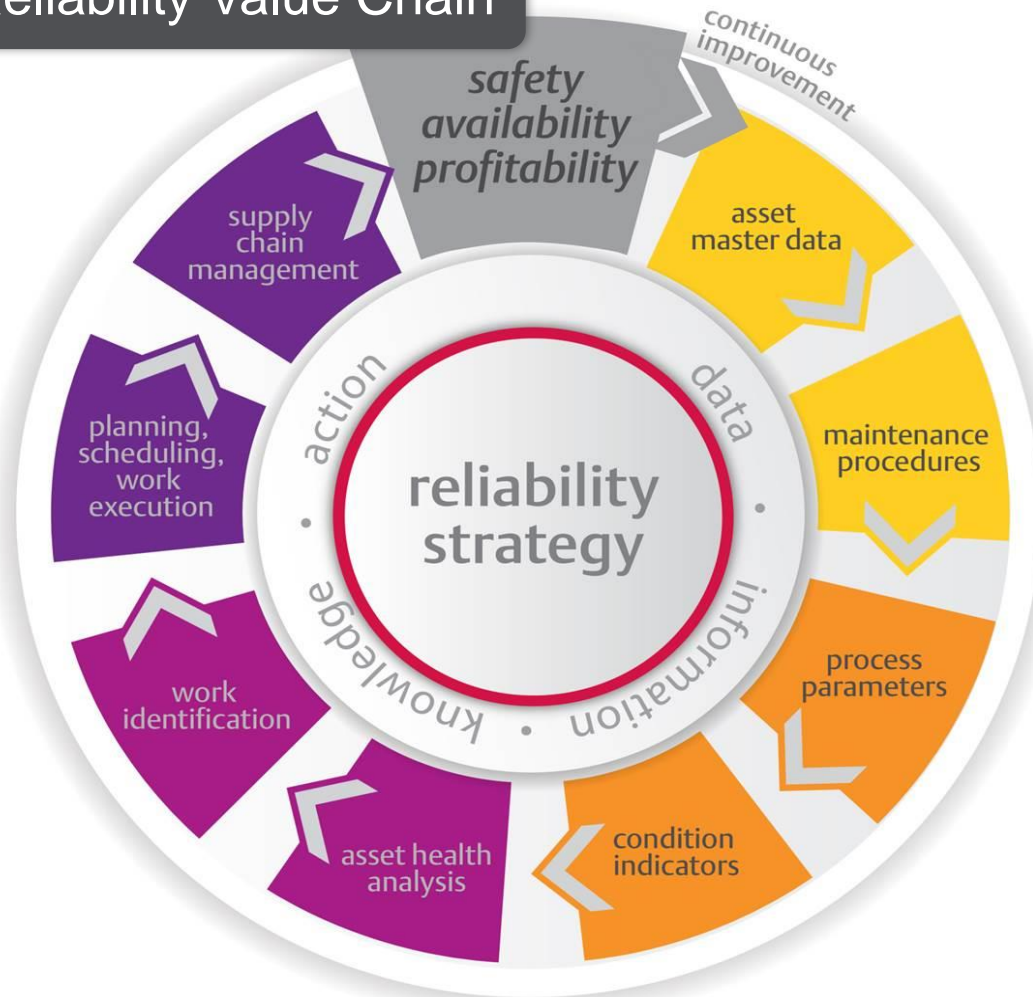 Reliability Value Chain
continuous
improvement
safety
availability
profitability
asset
master data
maintenance
procedures
process
parameters
condition
indicators
asset health
analysis
work
identification
planning,
scheduling,
work
execution
supply
chain
management
data
information
knowledge
action
reliability
strategy